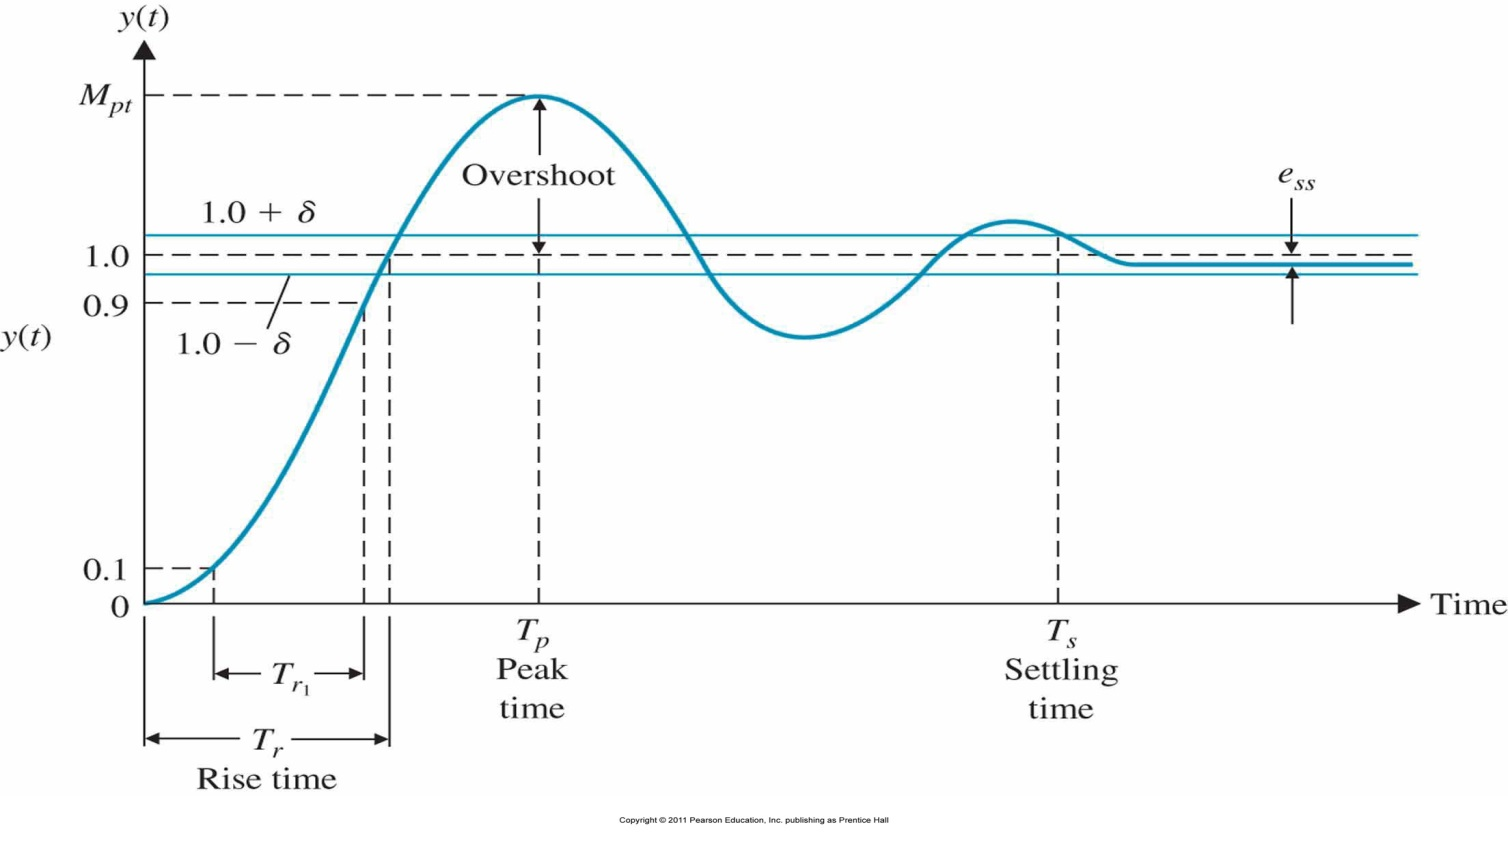 y(t)
M_pt
Overshoot
e_ss
1.0 + δ
1.0
0.9
1.0 − δ
y(t)
0.1
0
Time
T_p
Peak
time
T_s
Settling
time
T_r1
T_r
Rise time
Copyright © 2011 Pearson Education, Inc. publishing as Prentice Hall